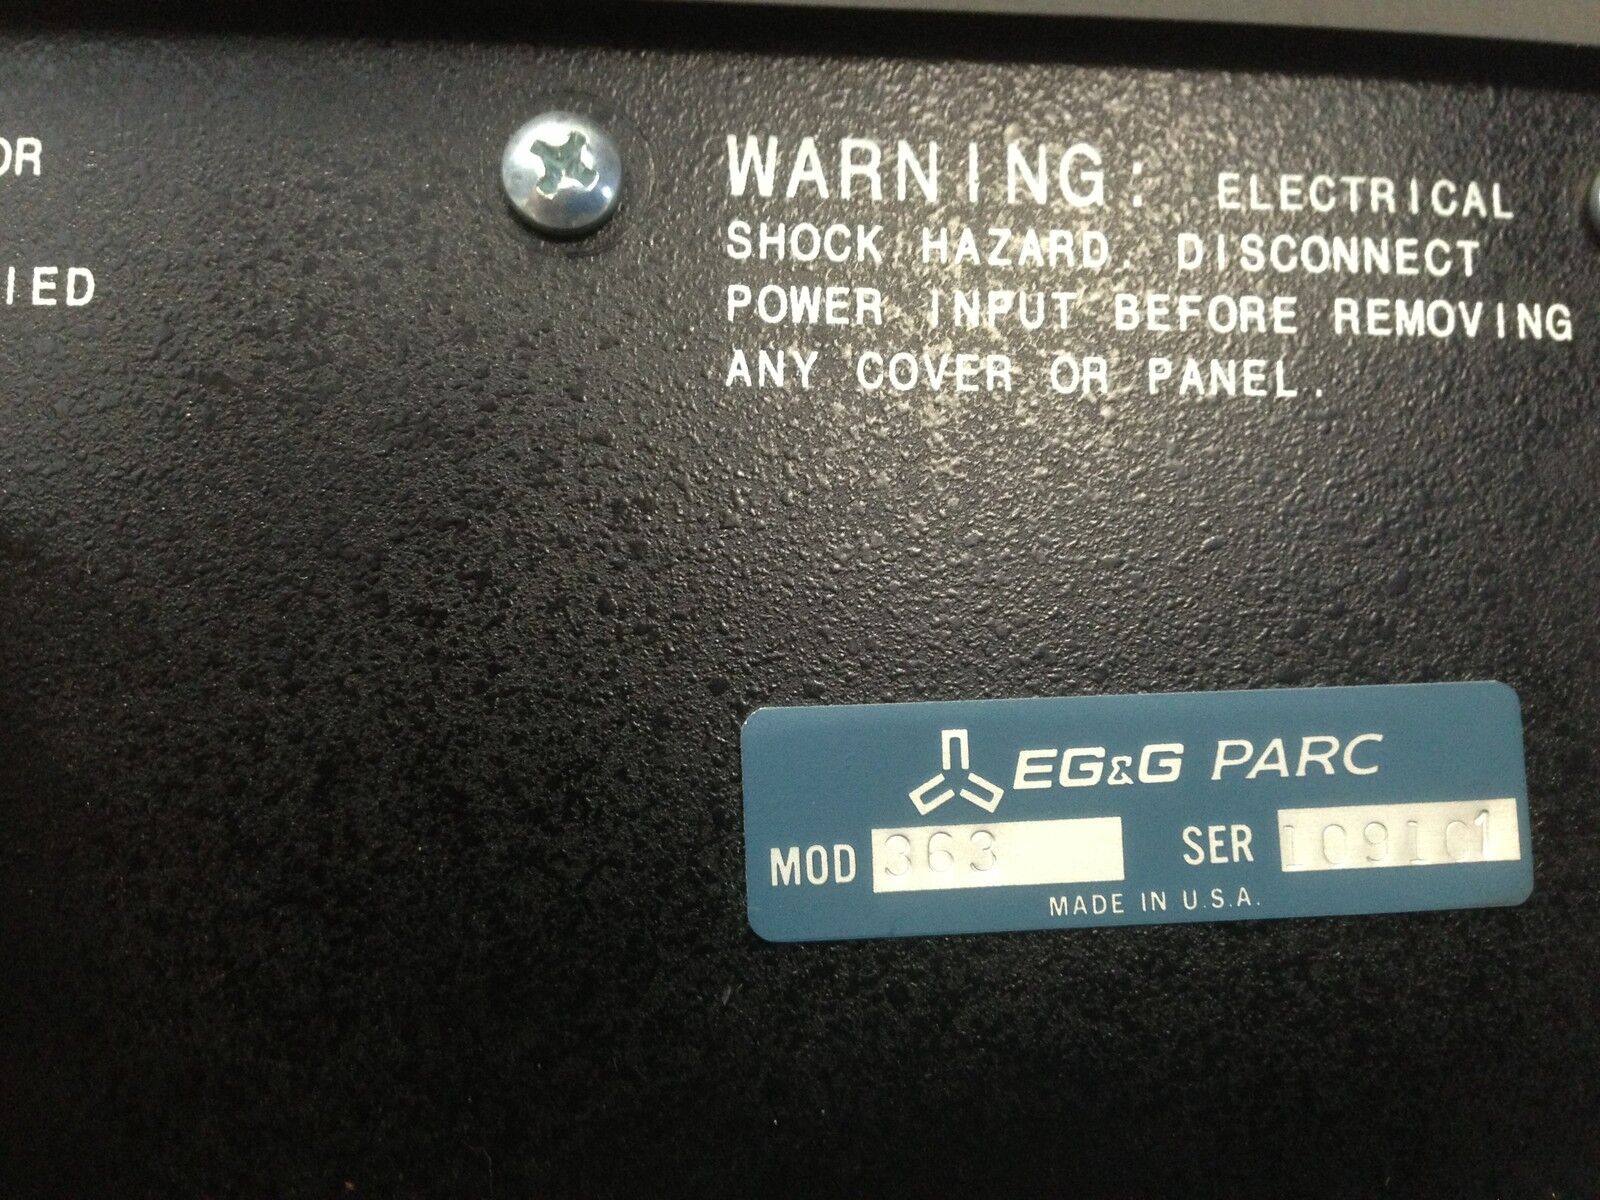 OR
IED
WARNING: ELECTRICAL
SHOCK HAZARD. DISCONNECT
POWER INPUT BEFORE REMOVING
ANY COVER OR PANEL.
EG&G PARC
MOD 363 SER 109101
MADE IN U.S.A.